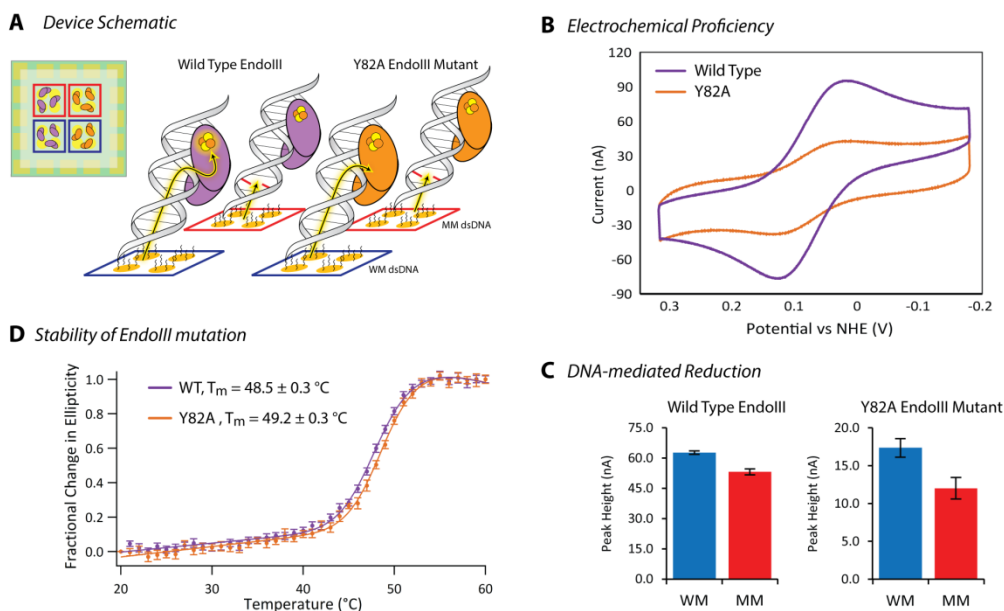 A Device Schematic
Wild Type EndoIII
Y82A EndoIII Mutant
MM dsDNA
WM dsDNA
B Electrochemical Proficiency
120
90
60
30
0
-30
-60
-90
Current (nA)
Wild Type
Y82A
0.3 0.2 0.1 0 -0.1 -0.2
Potential vs NHE (V)
D Stability of EndoIII mutation
1.0
0.8
0.6
0.4
0.2
0.0
Fractional Change in Ellipticity
WT, Tm = 48.5 ± 0.3 °C
Y82A , Tm = 49.2 ± 0.3 °C
20 30 40 50 60
Temperature (°C)
C DNA-mediated Reduction
Wild Type EndoIII
75.0
60.0
45.0
30.0
15.0
0.0
Peak Height (nA)
WM MM
Y82A EndoIII Mutant
20.0
15.0
10.0
5.0
0.0
Peak Height (nA)
WM MM